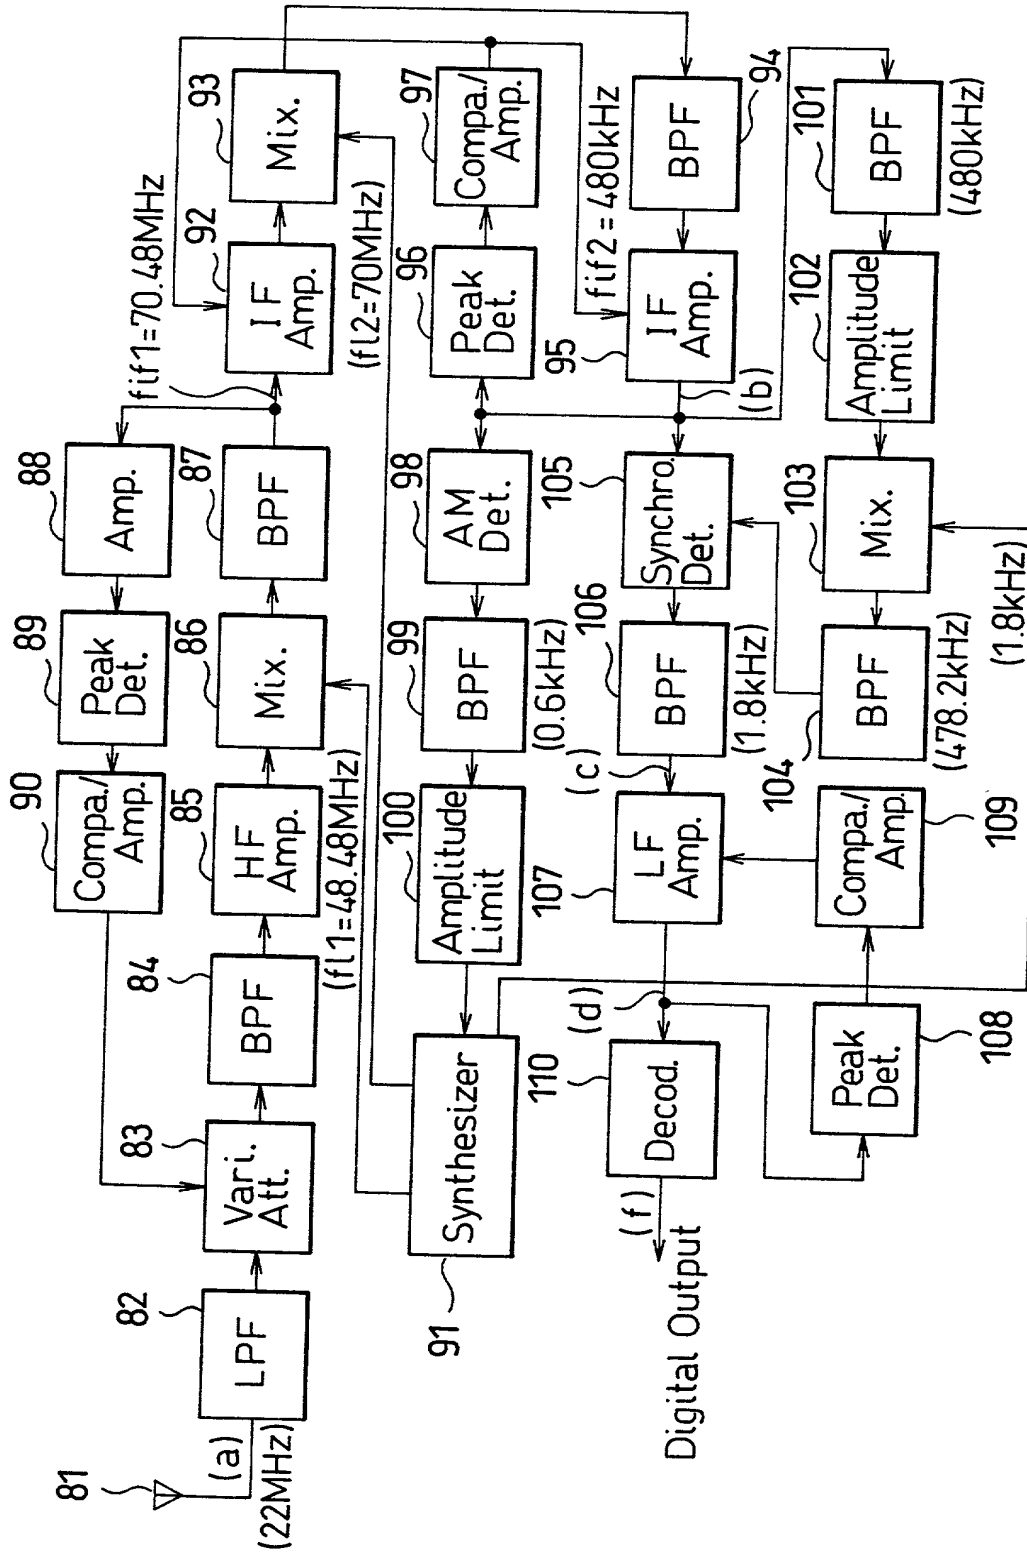 81
(a)
(22MHz)
82
LPF
83
Vari.
Att.
84
BPF
85
HF
Amp.
86
Mix.
87
BPF
88
Amp.
89
Peak
Det.
90
Compa./
Amp.
fif1=70.48MHz
92
IF
Amp.
93
Mix.
(fl1=48.48MHz)
(fl2=70MHz)
91
Synthesizer
100
Amplitude
Limit
99
BPF
(0.6kHz)
98
AM
Det.
96
Peak
Det.
97
Compa./
Amp.
fif2=480kHz
94
BPF
95
IF
Amp.
(b)
105
Synchro.
Det.
106
BPF
(1.8kHz)
(c)
107
LF
Amp.
(d)
110
Decod.
(f)
Digital Output
101
BPF
(480kHz)
102
Amplitude
Limit
103
Mix.
(1.8kHz)
104
BPF
(478.2kHz)
109
Compa./
Amp.
108
Peak
Det.